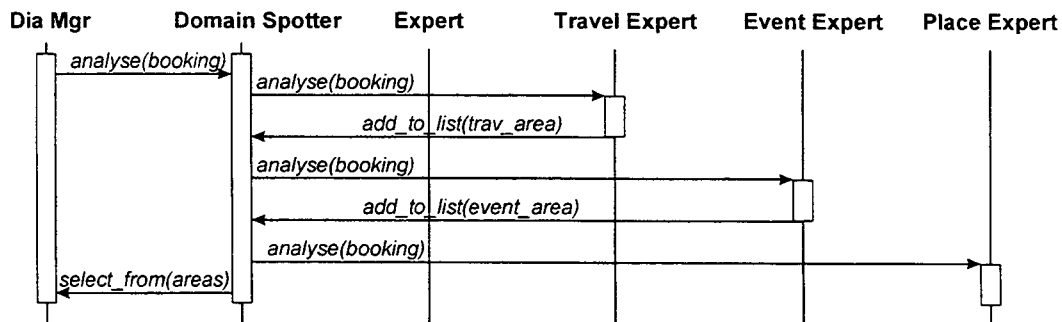 Dia Mgr Domain Spotter Expert Travel Expert Event Expert Place Expert
analyse(booking)
analyse(booking)
add_to_list(trav_area)
analyse(booking)
add_to_list(event_area)
analyse(booking)
select_from(areas)